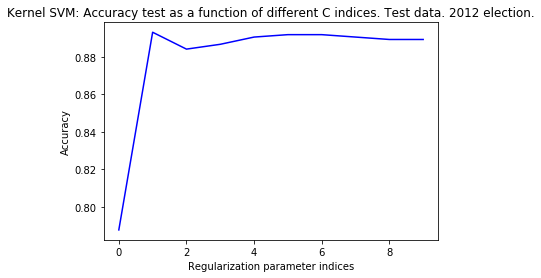 Kernel SVM: Accuracy test as a function of different C indices. Test data. 2012 election.
0.88
0.86
0.84
0.82
0.80
Accuracy
0 2 4 6 8
Regularization parameter indices